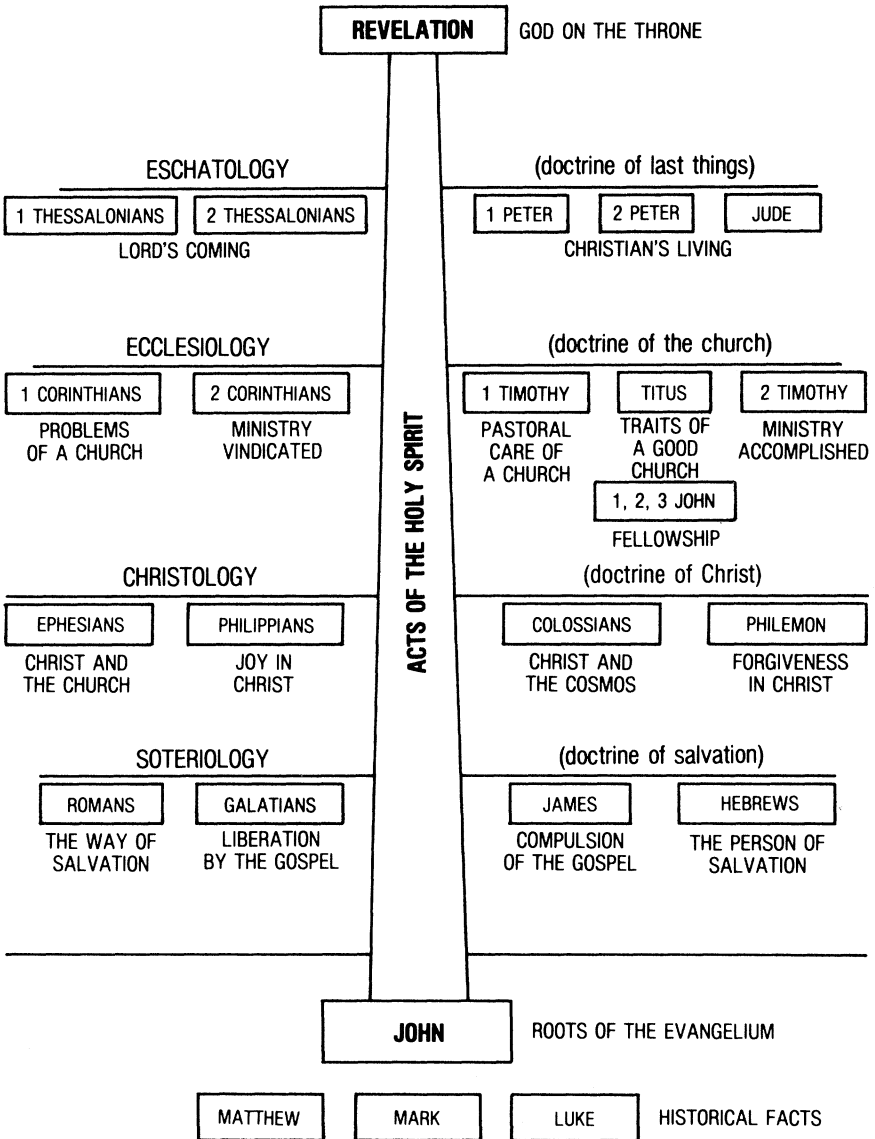 REVELATION
GOD ON THE THRONE
ESCHATOLOGY
(doctrine of last things)
1 THESSALONIANS
2 THESSALONIANS
1 PETER
2 PETER
JUDE
LORD'S COMING
CHRISTIAN'S LIVING
ECCLESIOLOGY
(doctrine of the church)
1 CORINTHIANS
2 CORINTHIANS
1 TIMOTHY
TITUS
2 TIMOTHY
PROBLEMS
OF A CHURCH
MINISTRY
VINDICATED
PASTORAL
CARE OF
A CHURCH
TRAITS OF
A GOOD
CHURCH
MINISTRY
ACCOMPLISHED
1, 2, 3 JOHN
FELLOWSHIP
ACTS OF THE HOLY SPIRIT
CHRISTOLOGY
(doctrine of Christ)
EPHESIANS
PHILIPPIANS
COLOSSIANS
PHILEMON
CHRIST AND
THE CHURCH
JOY IN
CHRIST
CHRIST AND
THE COSMOS
FORGIVENESS
IN CHRIST
SOTERIOLOGY
(doctrine of salvation)
ROMANS
GALATIANS
JAMES
HEBREWS
THE WAY OF
SALVATION
LIBERATION
BY THE GOSPEL
COMPULSION
OF THE GOSPEL
THE PERSON OF
SALVATION
JOHN
ROOTS OF THE EVANGELIUM
MATTHEW
MARK
LUKE
HISTORICAL FACTS